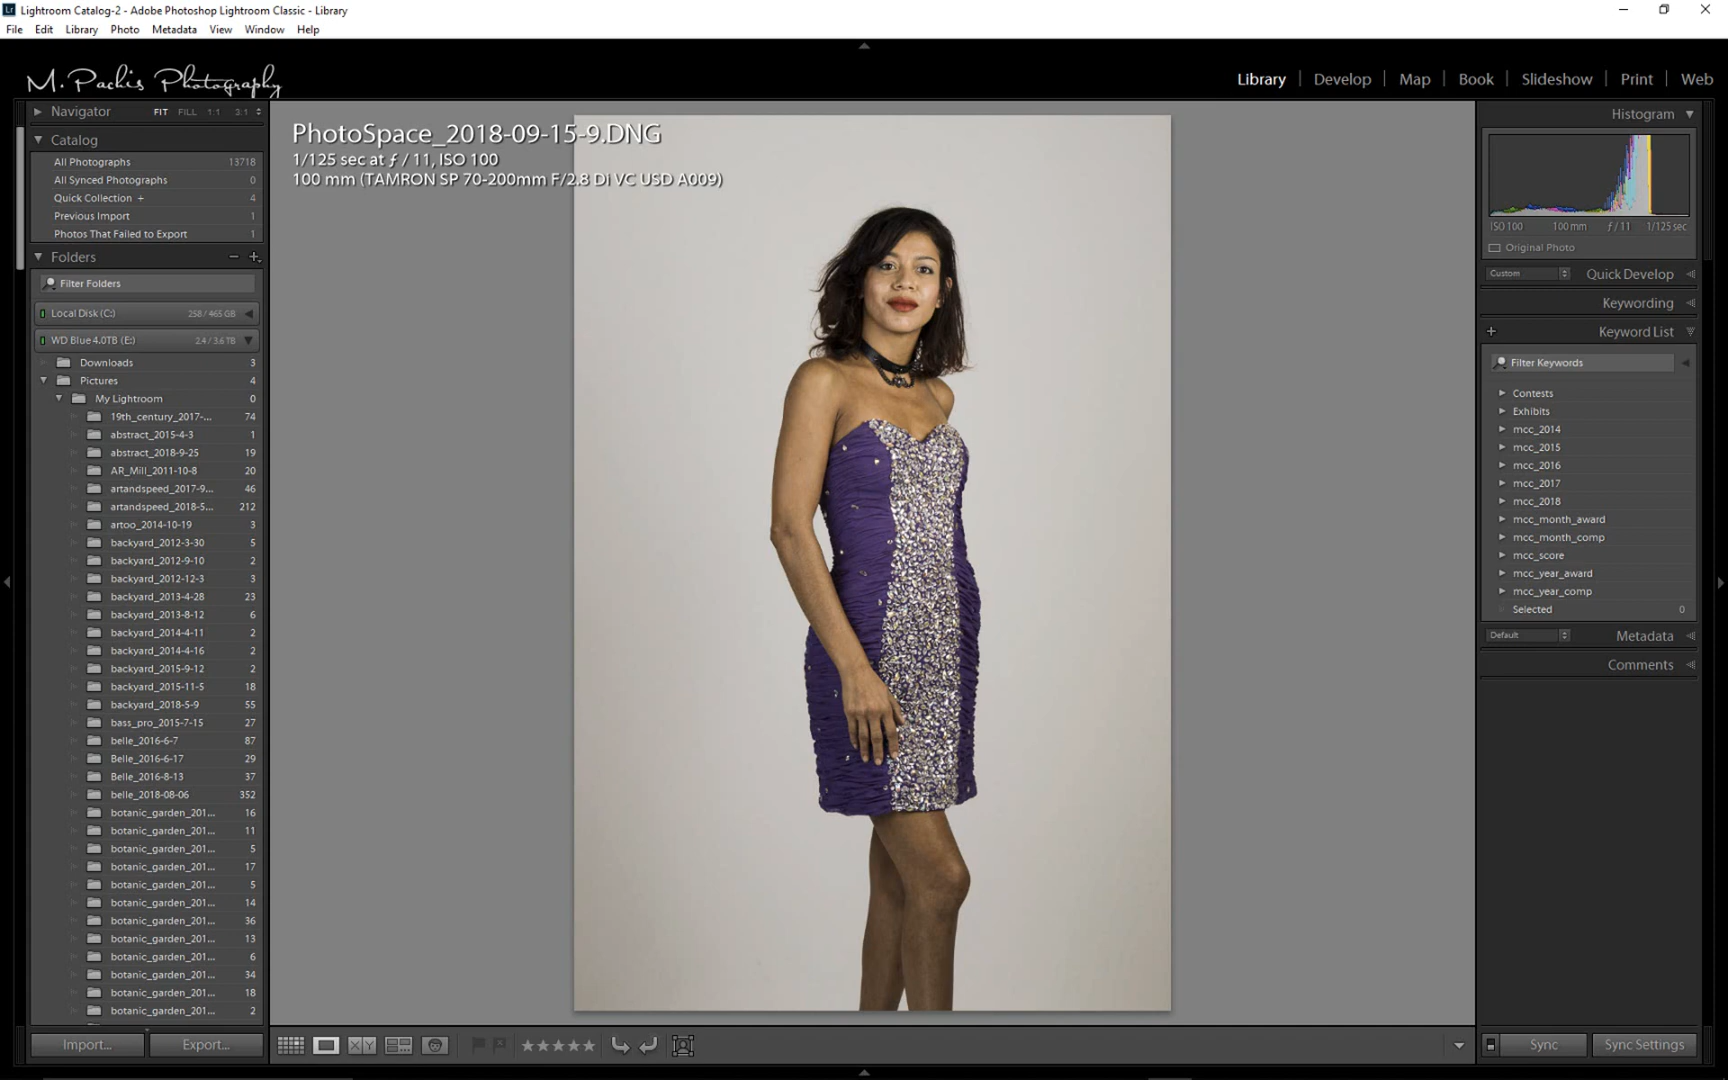 Lightroom Catalog-2 - Adobe Photoshop Lightroom Classic - Library
File Edit Library Photo Metadata View Window Help
M. Pachis Photography
Library Develop Map Book Slideshow Print Web
Navigator FIT FILL 1:1 3:1
Catalog
All Photographs 13718
All Synced Photographs 0
Quick Collection + 4
Previous Import 1
Photos That Failed to Export 1
Folders
Filter Folders
Local Disk (C:) 258 / 465 GB
WD Blue 4.0TB (E:) 2.4 / 3.6 TB
Downloads 3
Pictures 4
My Lightroom 0
19th_century_2017-... 74
abstract_2015-4-3 1
abstract_2018-9-25 19
AR_Mill_2011-10-8 20
artandspeed_2017-9... 46
artandspeed_2018-5... 212
artoo_2014-10-19 3
backyard_2012-3-30 5
backyard_2012-9-10 2
backyard_2012-12-3 3
backyard_2013-4-28 23
backyard_2013-8-12 6
backyard_2014-4-11 2
backyard_2014-4-16 2
backyard_2015-9-12 2
backyard_2015-11-5 18
backyard_2018-5-9 55
bass_pro_2015-7-15 27
belle_2016-6-7 87
Belle_2016-6-17 29
Belle_2016-8-13 37
belle_2018-08-06 352
botanic_garden_201... 16
botanic_garden_201... 11
botanic_garden_201... 5
botanic_garden_201... 17
botanic_garden_201... 5
botanic_garden_201... 14
botanic_garden_201... 36
botanic_garden_201... 13
botanic_garden_201... 6
botanic_garden_201... 34
botanic_garden_201... 18
botanic_garden_201... 2
Import... Export...
PhotoSpace_2018-09-15-9.DNG
1/125 sec at ƒ / 11, ISO 100
100 mm (TAMRON SP 70-200mm F/2.8 Di VC USD A009)
Histogram
ISO 100 100 mm ƒ / 11 1/125 sec
Original Photo
Custom Quick Develop
Keywording
+ Keyword List
Filter Keywords
Contests
Exhibits
mcc_2014
mcc_2015
mcc_2016
mcc_2017
mcc_2018
mcc_month_award
mcc_month_comp
mcc_score
mcc_year_award
mcc_year_comp
Selected 0
Default Metadata
Comments
X Y
Sync Sync Settings